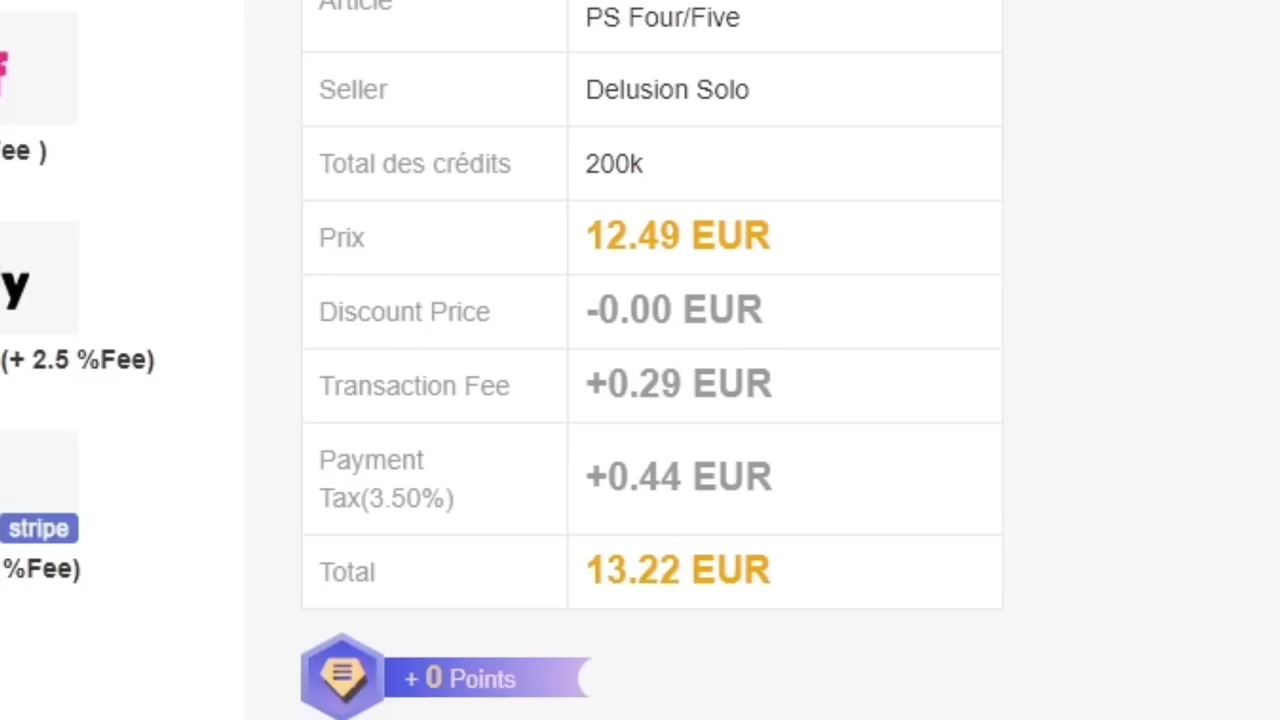 Article
PS Four/Five
Seller
Delusion Solo
ee )
Total des crédits
200k
Prix
12.49 EUR
y
Discount Price
-0.00 EUR
(+ 2.5 %Fee)
Transaction Fee
+0.29 EUR
Payment
Tax(3.50%)
+0.44 EUR
stripe
%Fee)
Total
13.22 EUR
+ 0 Points